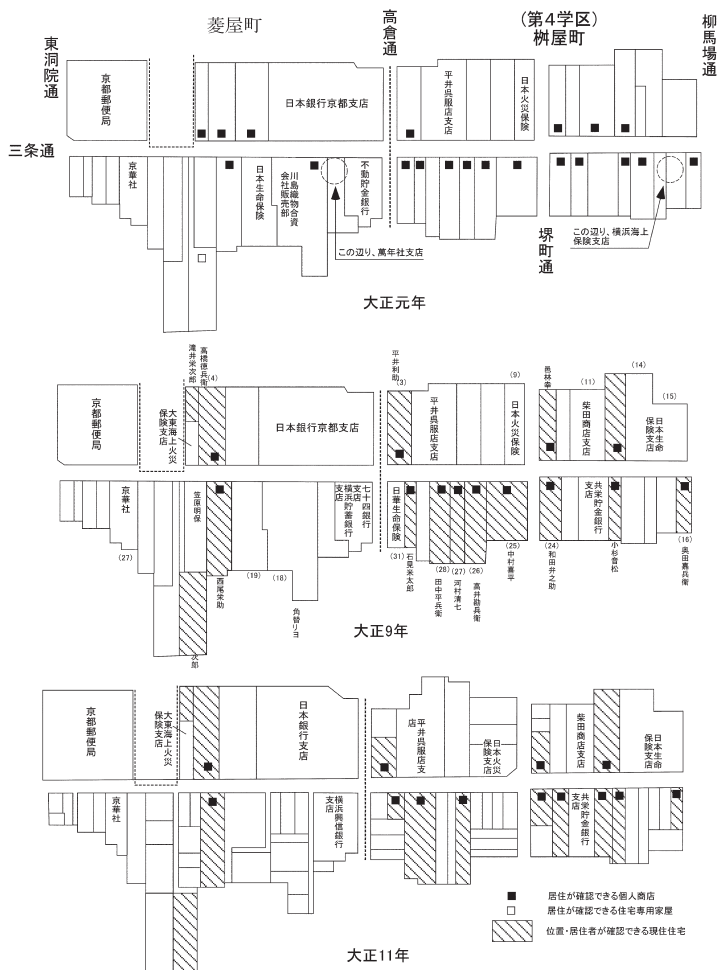 菱屋町
高倉通
(第4学区)
桝屋町
柳馬場通
東洞院通
三条通
堺町通
京都郵便局
日本銀行京都支店
平井呉服店支店
日本火災保険
京華社
日本生命保険
川島織物合資
会社販売部
不動貯金銀行
この辺り、萬年社支店
この辺り、横浜海上
保険支店
大正元年
滝井栄次郎
高橋徳兵衛
(4)
平井利助
(3)
(9)
愚林幸
(11)
(14)
(15)
京都郵便局
大東海上火災
保険支店
日本銀行京都支店
平井呉服店支店
日本火災保険
柴田商店支店
日本生命
保険支店
京華社
(27)
笠原明保
西尾栄助
(19)
(18)
角替リヨ
次郎
七十四銀行
支店
横浜貯蓄銀行
支店
日華生命保険
(31)
石見米太郎
(28)
田中平兵衛
(27)
河村清七
(26)
高井勘兵衛
(25)
中村喜平
(24)
和田弁之助
共栄貯金銀行
支店
小杉音松
(16)
奥田嘉兵衛
大正9年
京都郵便局
大東海上火災
保険支店
日本銀行支店
平井呉服店支
店
日本火災
保険支店
柴田商店支店
日本生命
保険支店
京華社
横浜興信銀行
支店
共栄貯金銀行
支店
居住が確認できる個人商店
居住が確認できる住宅専用家屋
位置・居住者が確認できる現住住宅
大正11年